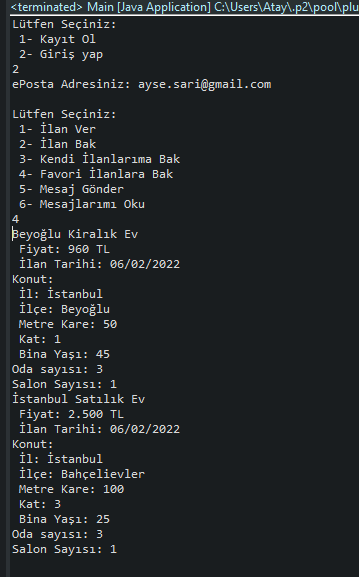 <terminated> Main [Java Application] C:\Users\Atay\.p2\pool\plu
Lütfen Seçiniz:
1- Kayıt Ol
2- Giriş yap
2
ePosta Adresiniz: ayse.sari@gmail.com
Lütfen Seçiniz:
1- İlan Ver
2- İlan Bak
3- Kendi İlanlarıma Bak
4- Favori İlanlara Bak
5- Mesaj Gönder
6- Mesajlarımı Oku
4
Beyoğlu Kiralık Ev
Fiyat: 960 TL
İlan Tarihi: 06/02/2022
Konut:
İl: İstanbul
İlçe: Beyoğlu
Metre Kare: 50
Kat: 1
Bina Yaşı: 45
Oda sayısı: 3
Salon Sayısı: 1
İstanbul Satılık Ev
Fiyat: 2.500 TL
İlan Tarihi: 06/02/2022
Konut:
İl: İstanbul
İlçe: Bahçelievler
Metre Kare: 100
Kat: 3
Bina Yaşı: 25
Oda sayısı: 3
Salon Sayısı: 1